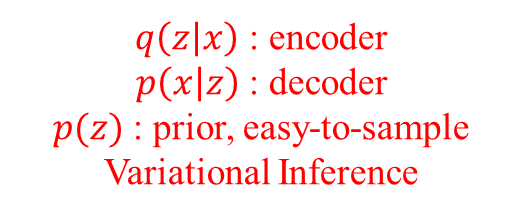 q(z|x) : encoder
p(x|z) : decoder
p(z) : prior, easy-to-sample
Variational Inference